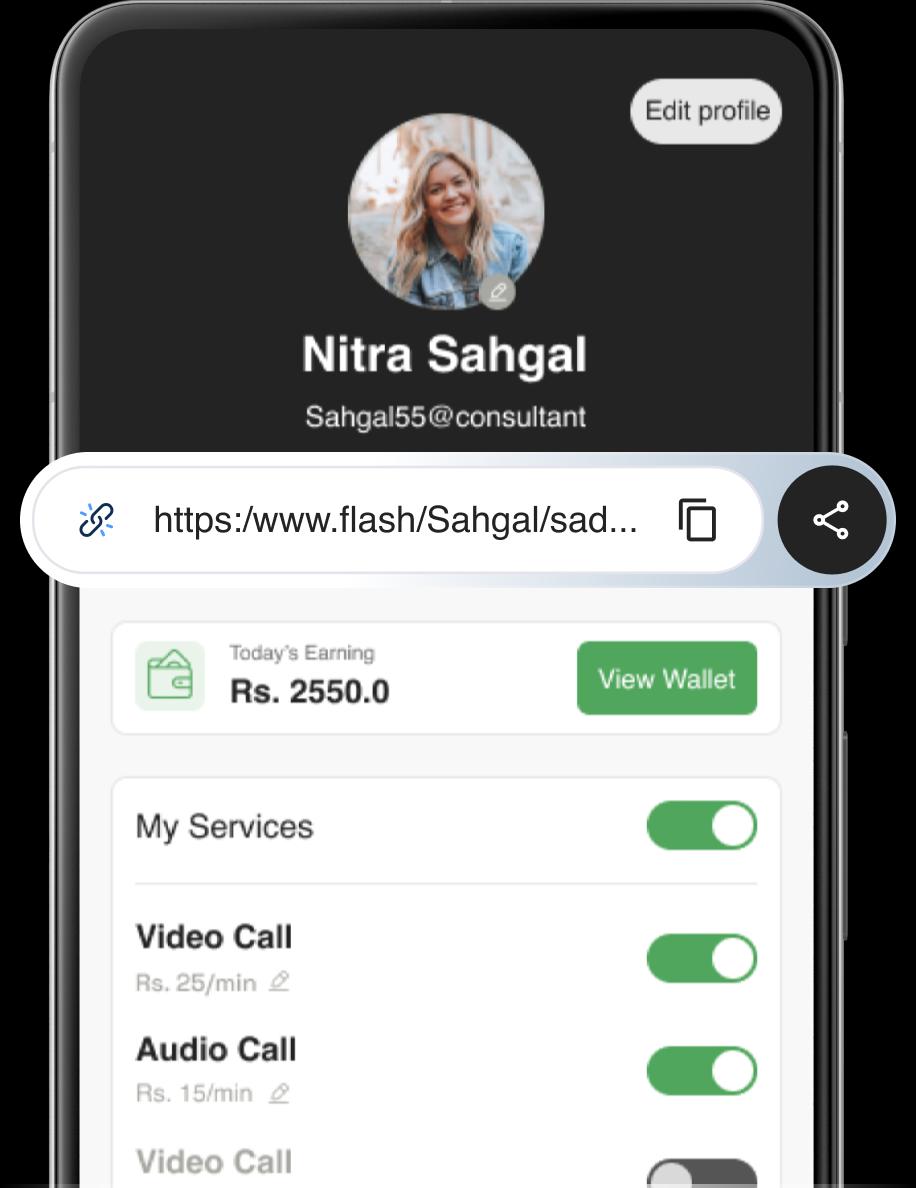 Edit profile
Nitra Sahgal
Sahgal55@consultant
https:/www.flash/Sahgal/sad...
Today's Earning
Rs. 2550.0
View Wallet
My Services
Video Call
Rs. 25/min
Audio Call
Rs. 15/min
Video Call